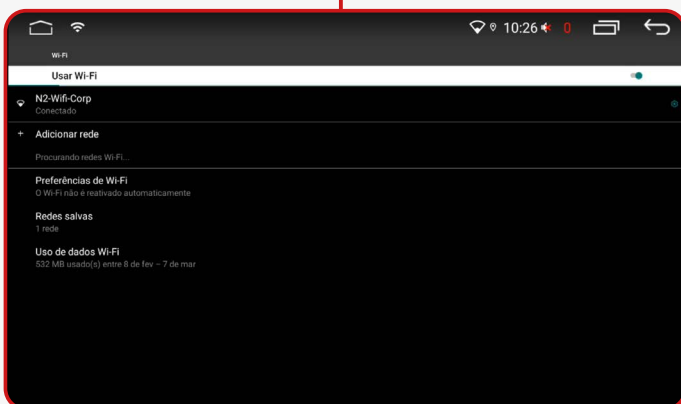 10:26 0
Wi-Fi
Usar Wi-Fi
N2-Wifi-Corp
Conectado
+ Adicionar rede
Procurando redes Wi-Fi...
Preferências de Wi-Fi
O Wi-Fi não é reativado automaticamente
Redes salvas
1 rede
Uso de dados Wi-Fi
532 MB usado(s) entre 8 de fev – 7 de mar